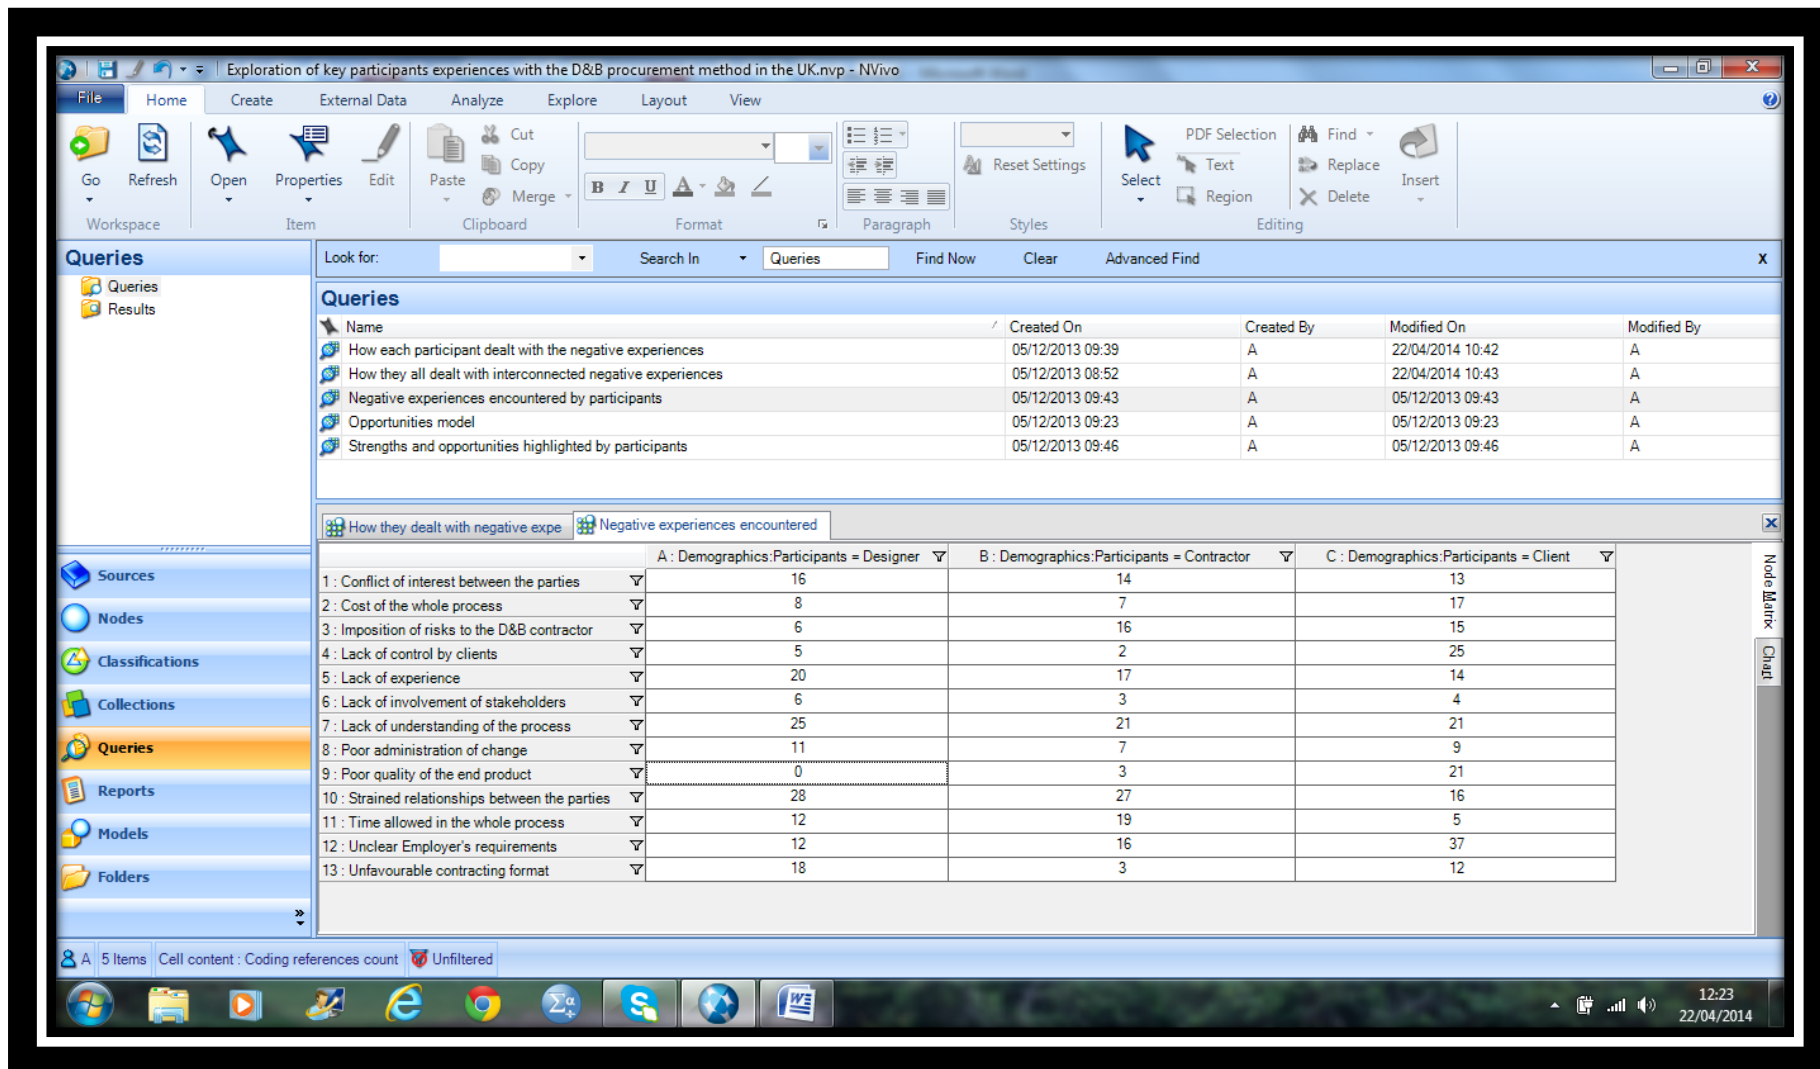 Exploration of key participants experiences with the D&B procurement method in the UK.nvp - NVivo
File Home Create External Data Analyze Explore Layout View
Go Refresh Open Properties Edit Paste Cut Copy Merge
B I U A
Reset Settings
Select PDF Selection Text Region
Find Replace Delete Insert
Workspace Item Clipboard Format Paragraph Styles Editing
Queries
Queries
Results
Look for: Search In Queries Find Now Clear Advanced Find x
Queries
Name Created On Created By Modified On Modified By
How each participant dealt with the negative experiences 05/12/2013 09:39 A 22/04/2014 10:42 A
How they all dealt with interconnected negative experiences 05/12/2013 08:52 A 22/04/2014 10:43 A
Negative experiences encountered by participants 05/12/2013 09:43 A 05/12/2013 09:43 A
Opportunities model 05/12/2013 09:23 A 05/12/2013 09:23 A
Strengths and opportunities highlighted by participants 05/12/2013 09:46 A 05/12/2013 09:46 A
How they dealt with negative expe Negative experiences encountered
A : Demographics:Participants = Designer B : Demographics:Participants = Contractor C : Demographics:Participants = Client
1 : Conflict of interest between the parties 16 14 13
2 : Cost of the whole process 8 7 17
3 : Imposition of risks to the D&B contractor 6 16 15
4 : Lack of control by clients 5 2 25
5 : Lack of experience 20 17 14
6 : Lack of involvement of stakeholders 6 3 4
7 : Lack of understanding of the process 25 21 21
8 : Poor administration of change 11 7 9
9 : Poor quality of the end product 0 3 21
10 : Strained relationships between the parties 28 27 16
11 : Time allowed in the whole process 12 19 5
12 : Unclear Employer's requirements 12 16 37
13 : Unfavourable contracting format 18 3 12
Node Matrix
Chart
Sources
Nodes
Classifications
Collections
Queries
Reports
Models
Folders
A 5 Items Cell content : Coding references count Unfiltered
12:23
22/04/2014